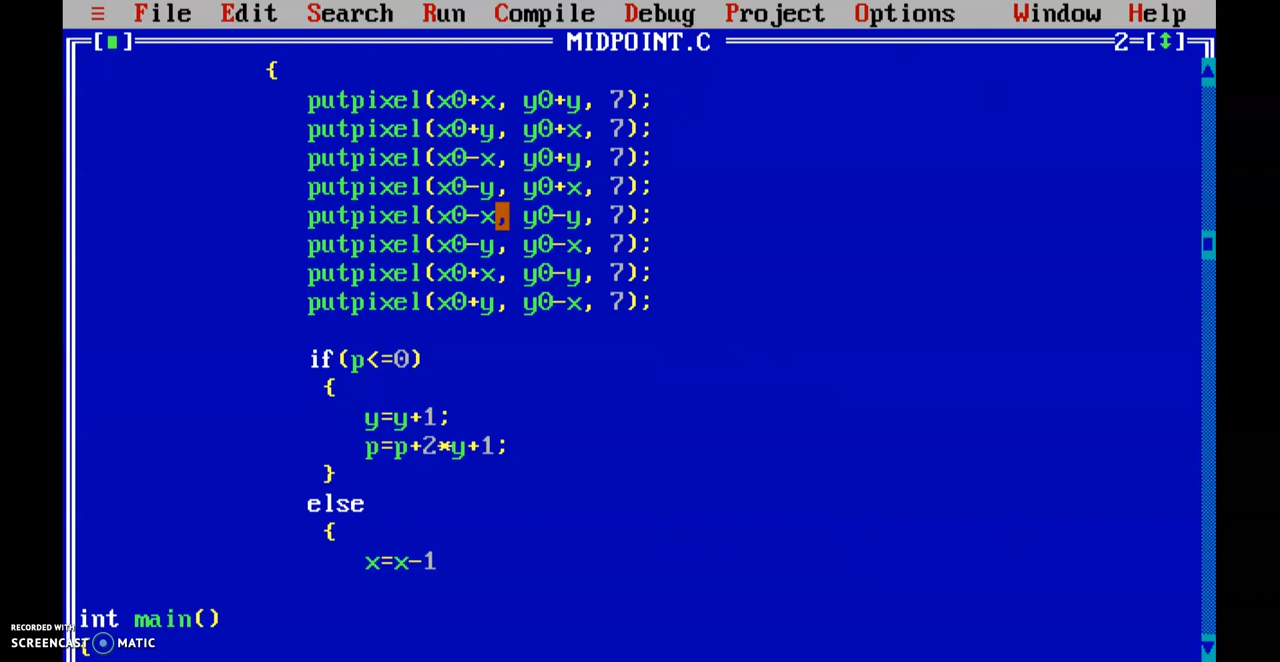 ≡ File Edit Search Run Compile Debug Project Options Window Help
[■] MIDPOINT.C 2=[↕]
{
putpixel(x0+x, y0+y, 7);
putpixel(x0+y, y0+x, 7);
putpixel(x0-x, y0+y, 7);
putpixel(x0-y, y0+x, 7);
putpixel(x0-x, y0-y, 7);
putpixel(x0-y, y0-x, 7);
putpixel(x0+x, y0-y, 7);
putpixel(x0+y, y0-x, 7);
if(p<=0)
{
y=y+1;
p=p+2*y+1;
}
else
{
x=x-1
int main()
{
RECORDED WITH
SCREENCAST MATIC